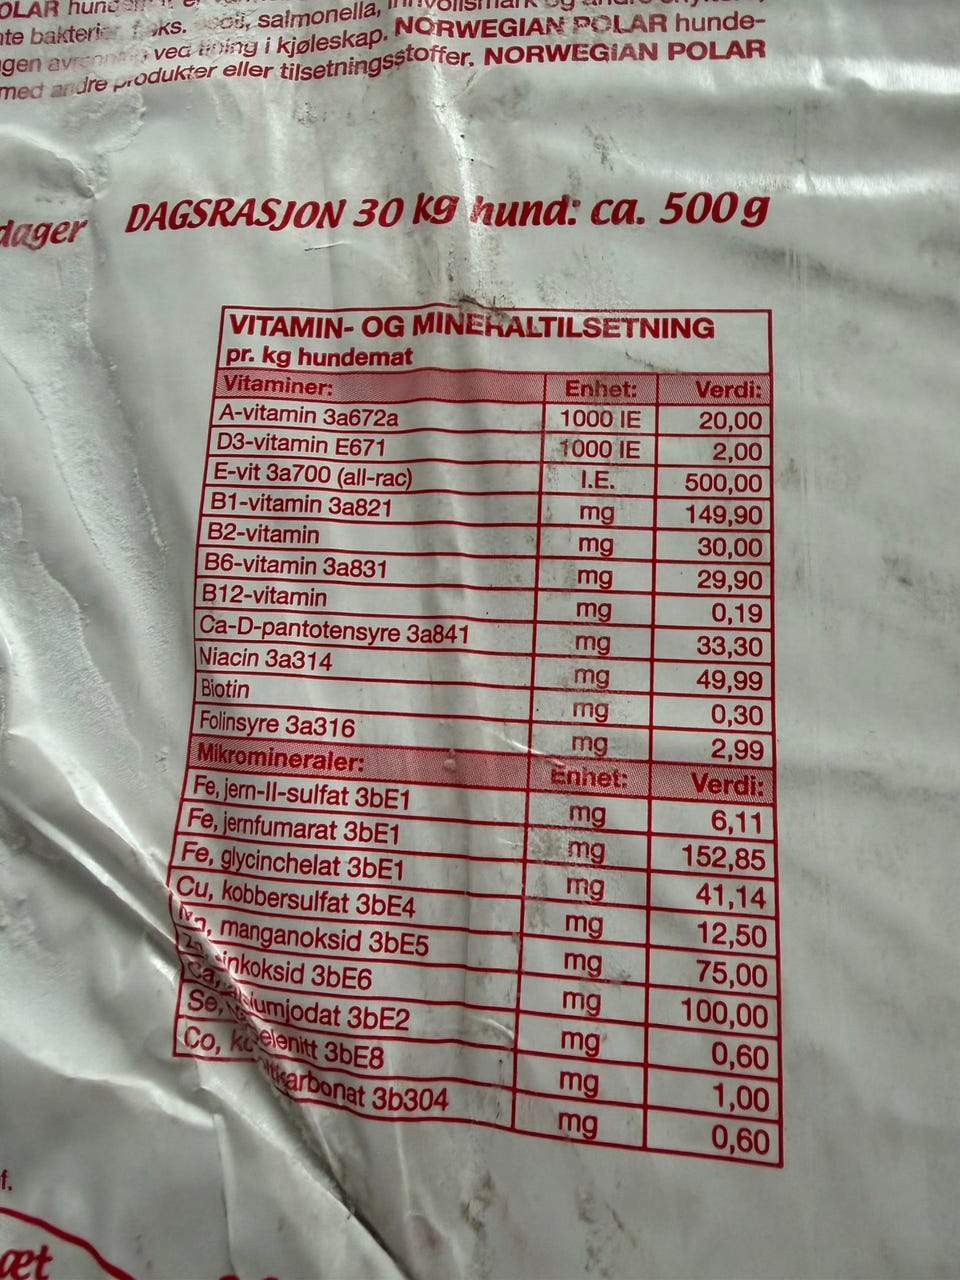 OLAR
salmonella,
NORWEGIAN POLAR hunde-
ved tining i kjøleskap.
med andre produkter eller tilsetningsstoffer. NORWEGIAN POLAR
dager
DAGSRASJON 30 kg hund: ca. 500 g
VITAMIN- OG MINERALTILSETNING
pr. kg hundemat
Vitaminer: Enhet: Verdi:
A-vitamin 3a672a 1000 IE 20,00
D3-vitamin E671 1000 IE 2,00
E-vit 3a700 (all-rac) I.E. 500,00
B1-vitamin 3a821 mg 149,90
B2-vitamin mg 30,00
B6-vitamin 3a831 mg 29,90
B12-vitamin mg 0,19
Ca-D-pantotensyre 3a841 mg 33,30
Niacin 3a314 mg 49,99
Biotin mg 0,30
Folinsyre 3a316 mg 2,99
Mikromineraler: Enhet: Verdi:
Fe, jern-II-sulfat 3bE1 mg 6,11
Fe, jernfumarat 3bE1 mg 152,85
Fe, glycinchelat 3bE1 mg 41,14
Cu, kobbersulfat 3bE4 mg 12,50
manganoksid 3bE5 mg 75,00
sinkoksid 3bE6 mg 100,00
Ca, kalsiumjodat 3bE2 mg 0,60
Se, 3bE8 mg 1,00
Co, 3b304 mg 0,60
f.
æt